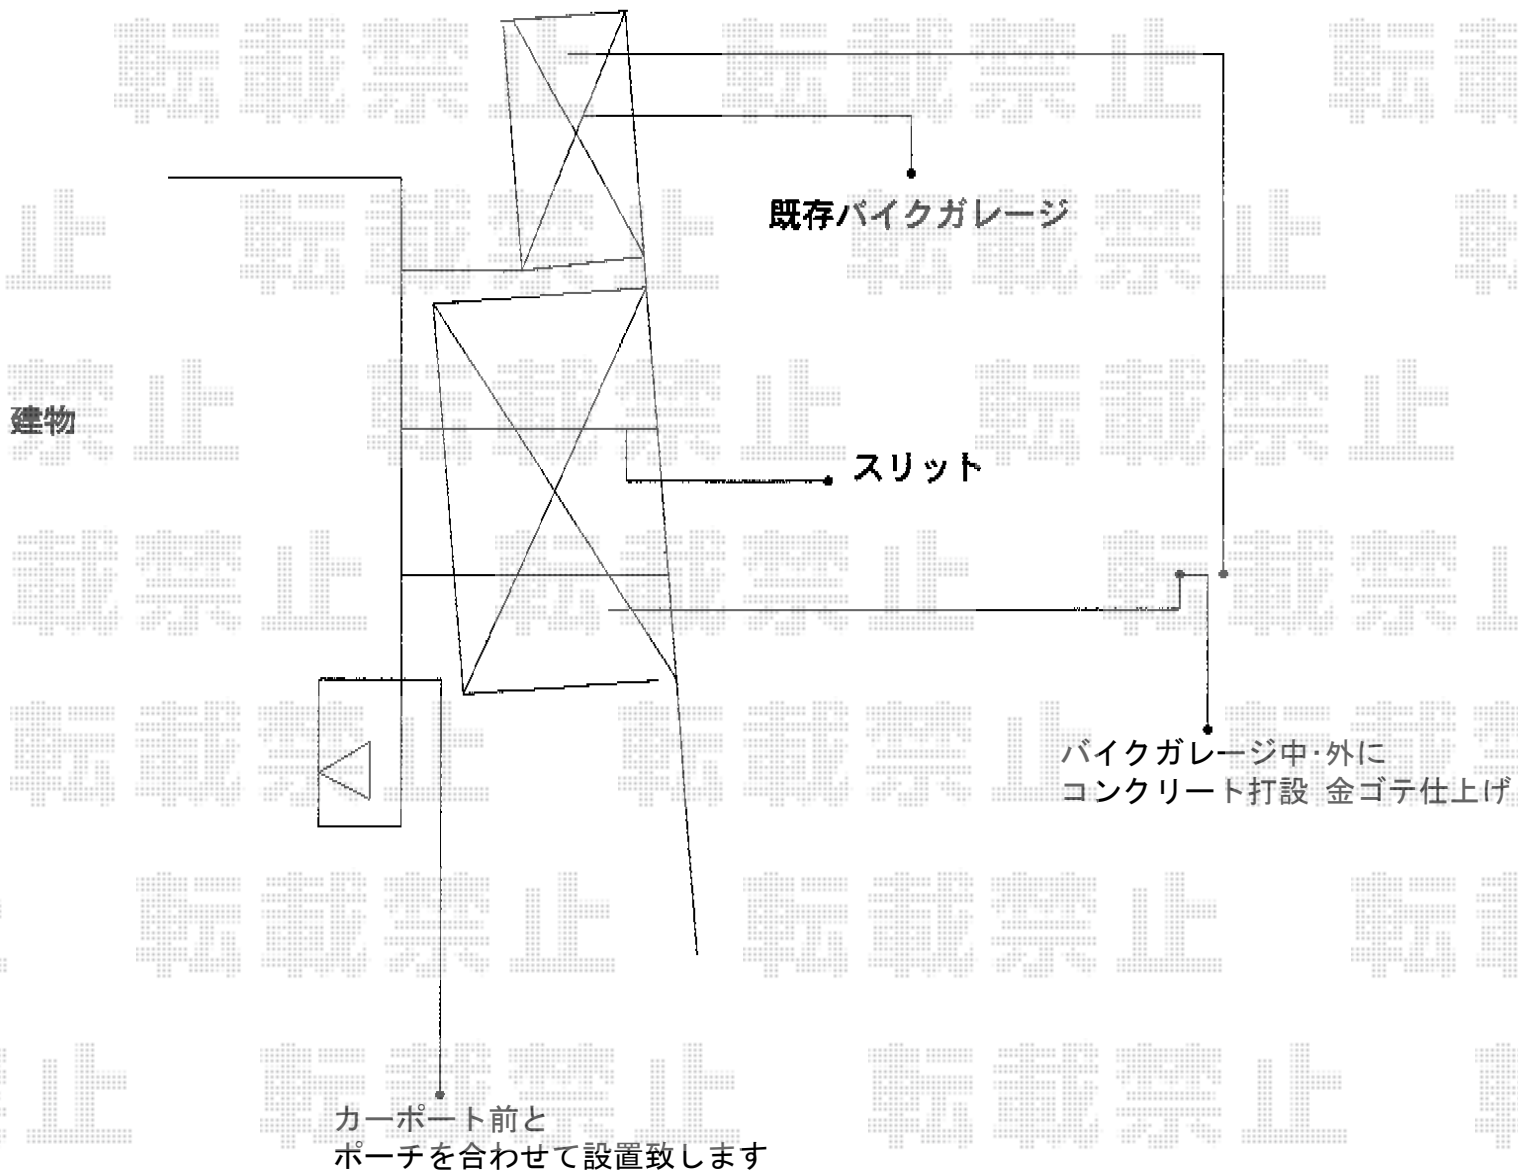 既存バイクガレージ
建物
スリット
バイクガレージ中･外に
コンクリート打設 金ゴテ仕上げ
カーポート前と
ポーチを合わせて設置致します
転載禁止